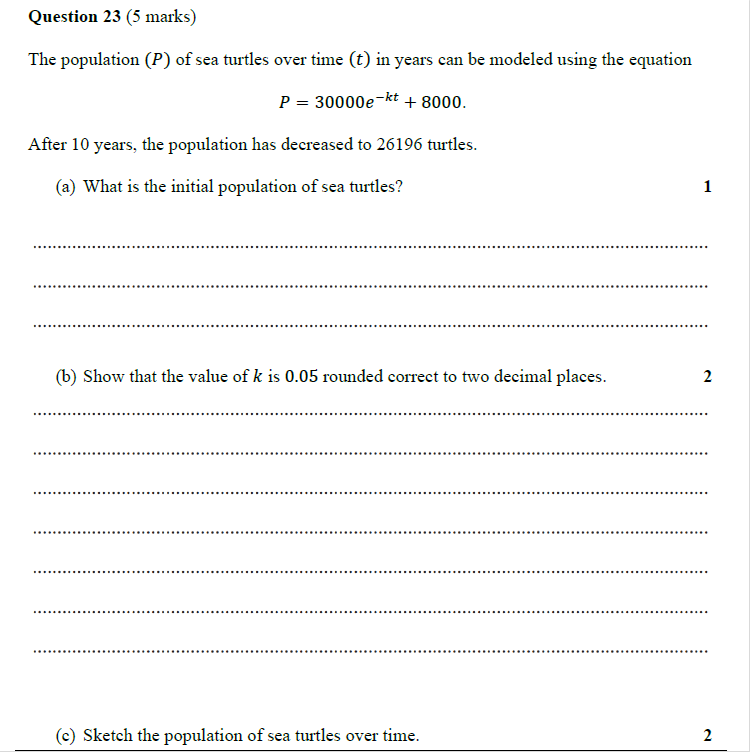 Question 23 (5 marks)
The population (P) of sea turtles over time (t) in years can be modeled using the equation
P = 30000e^{-kt} + 8000.
After 10 years, the population has decreased to 26196 turtles.
(a) What is the initial population of sea turtles? 1
(b) Show that the value of k is 0.05 rounded correct to two decimal places. 2
(c) Sketch the population of sea turtles over time. 2